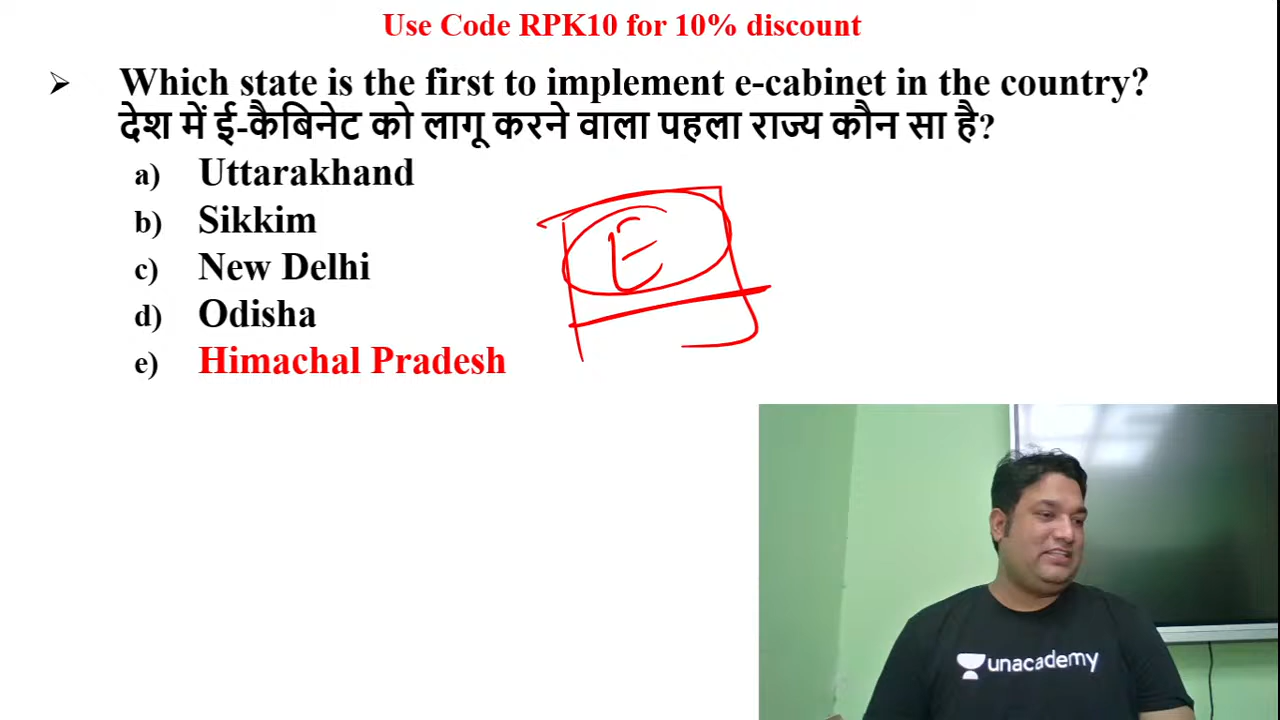 Use Code RPK10 for 10% discount
➢ Which state is the first to implement e-cabinet in the country?
देश में ई-कैबिनेट को लागू करने वाला पहला राज्य कौन सा है?
a) Uttarakhand
b) Sikkim
c) New Delhi
d) Odisha
e) Himachal Pradesh
E
unacademy